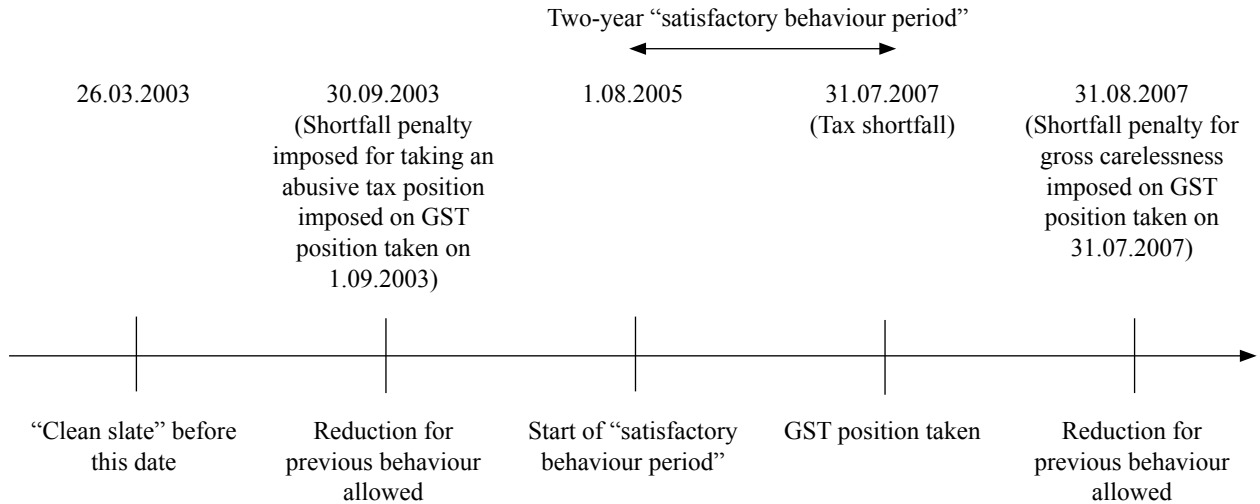 Two-year “satisfactory behaviour period”
26.03.2003
30.09.2003
(Shortfall penalty
imposed for taking an
abusive tax position
imposed on GST
position taken on
1.09.2003)
1.08.2005
31.07.2007
(Tax shortfall)
31.08.2007
(Shortfall penalty for
gross carelessness
imposed on GST
position taken on
31.07.2007)
“Clean slate” before
this date
Reduction for
previous behaviour
allowed
Start of “satisfactory
behaviour period”
GST position taken
Reduction for
previous behaviour
allowed